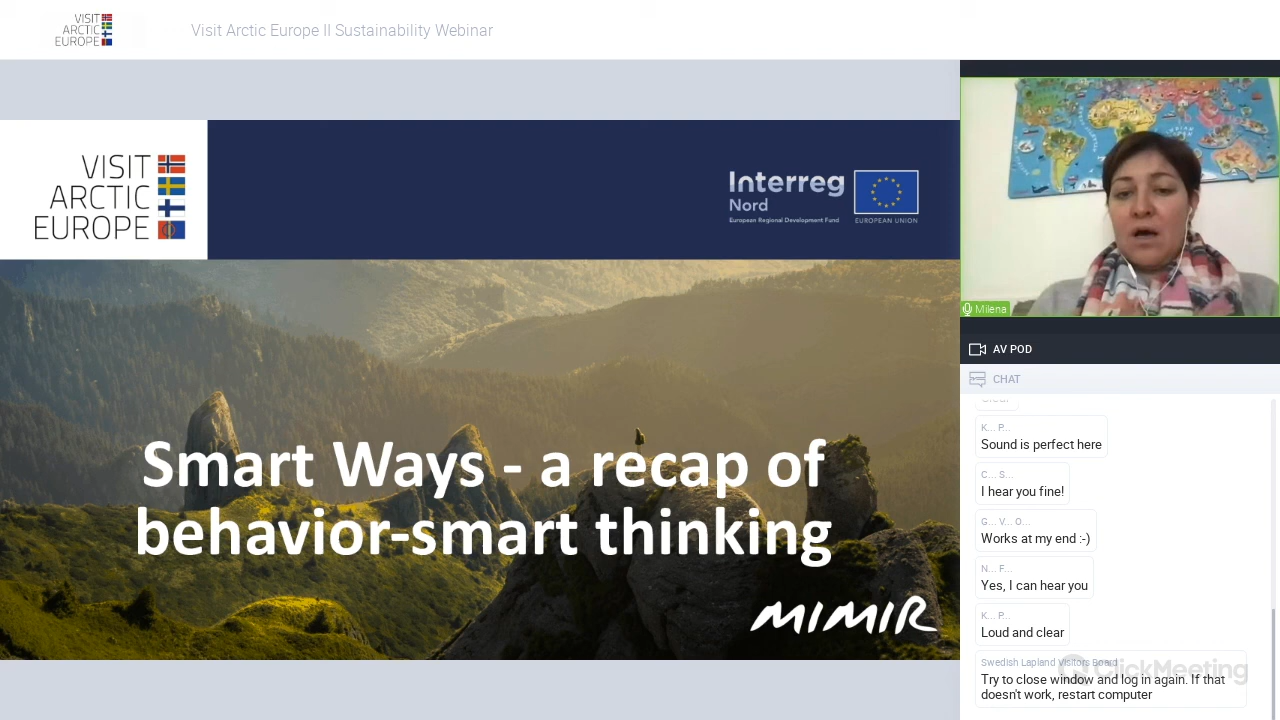 VISIT
ARCTIC
EUROPE
Visit Arctic Europe II Sustainability Webinar
VISIT
ARCTIC
EUROPE
Interreg
Nord
European Regional Development Fund
EUROPEAN UNION
Smart Ways - a recap of
behavior-smart thinking
MIMIR
Milena
AV POD
CHAT
Clear
K... P...
Sound is perfect here
C... S...
I hear you fine!
G... V... O...
Works at my end :-)
N... F...
Yes, I can hear you
K... P...
Loud and clear
Swedish Lapland Visitors Board
ClickMeeting
Try to close window and log in again. If that
doesn't work, restart computer